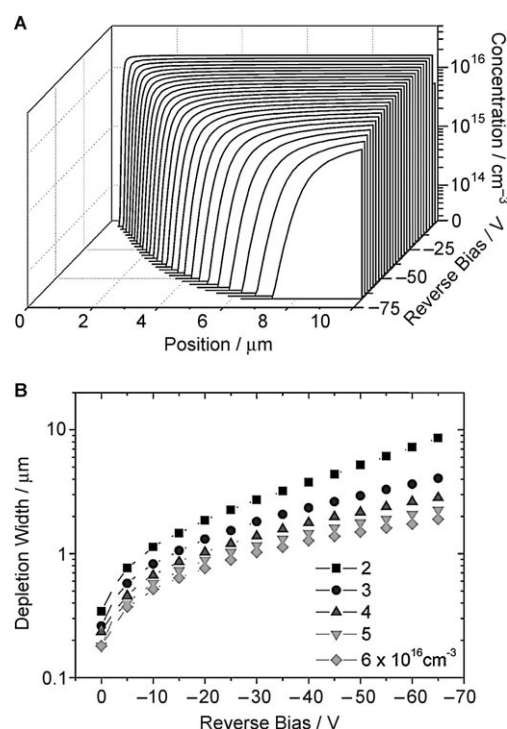 A
Concentration / cm⁻³
10¹⁶
10¹⁵
10¹⁴
0
−25
−50
−75
Reverse Bias / V
0 2 4 6 8 10
Position / μm
B
Depletion Width / μm
10
1
0.1
2
3
4
5
6 x 10¹⁶cm⁻³
0 −10 −20 −30 −40 −50 −60 −70
Reverse Bias / V